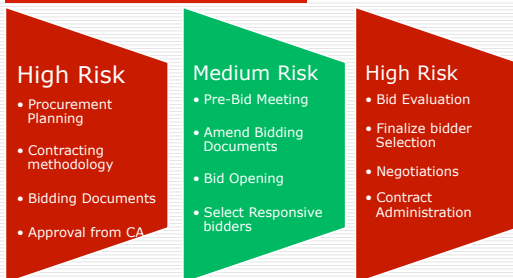 High Risk
• Procurement
Planning
• Contracting
methodology
• Bidding Documents
• Approval from CA
Medium Risk
• Pre-Bid Meeting
• Amend Bidding
Documents
• Bid Opening
• Select Responsive
bidders
High Risk
• Bid Evaluation
• Finalize bidder
Selection
• Negotiations
• Contract
Administration